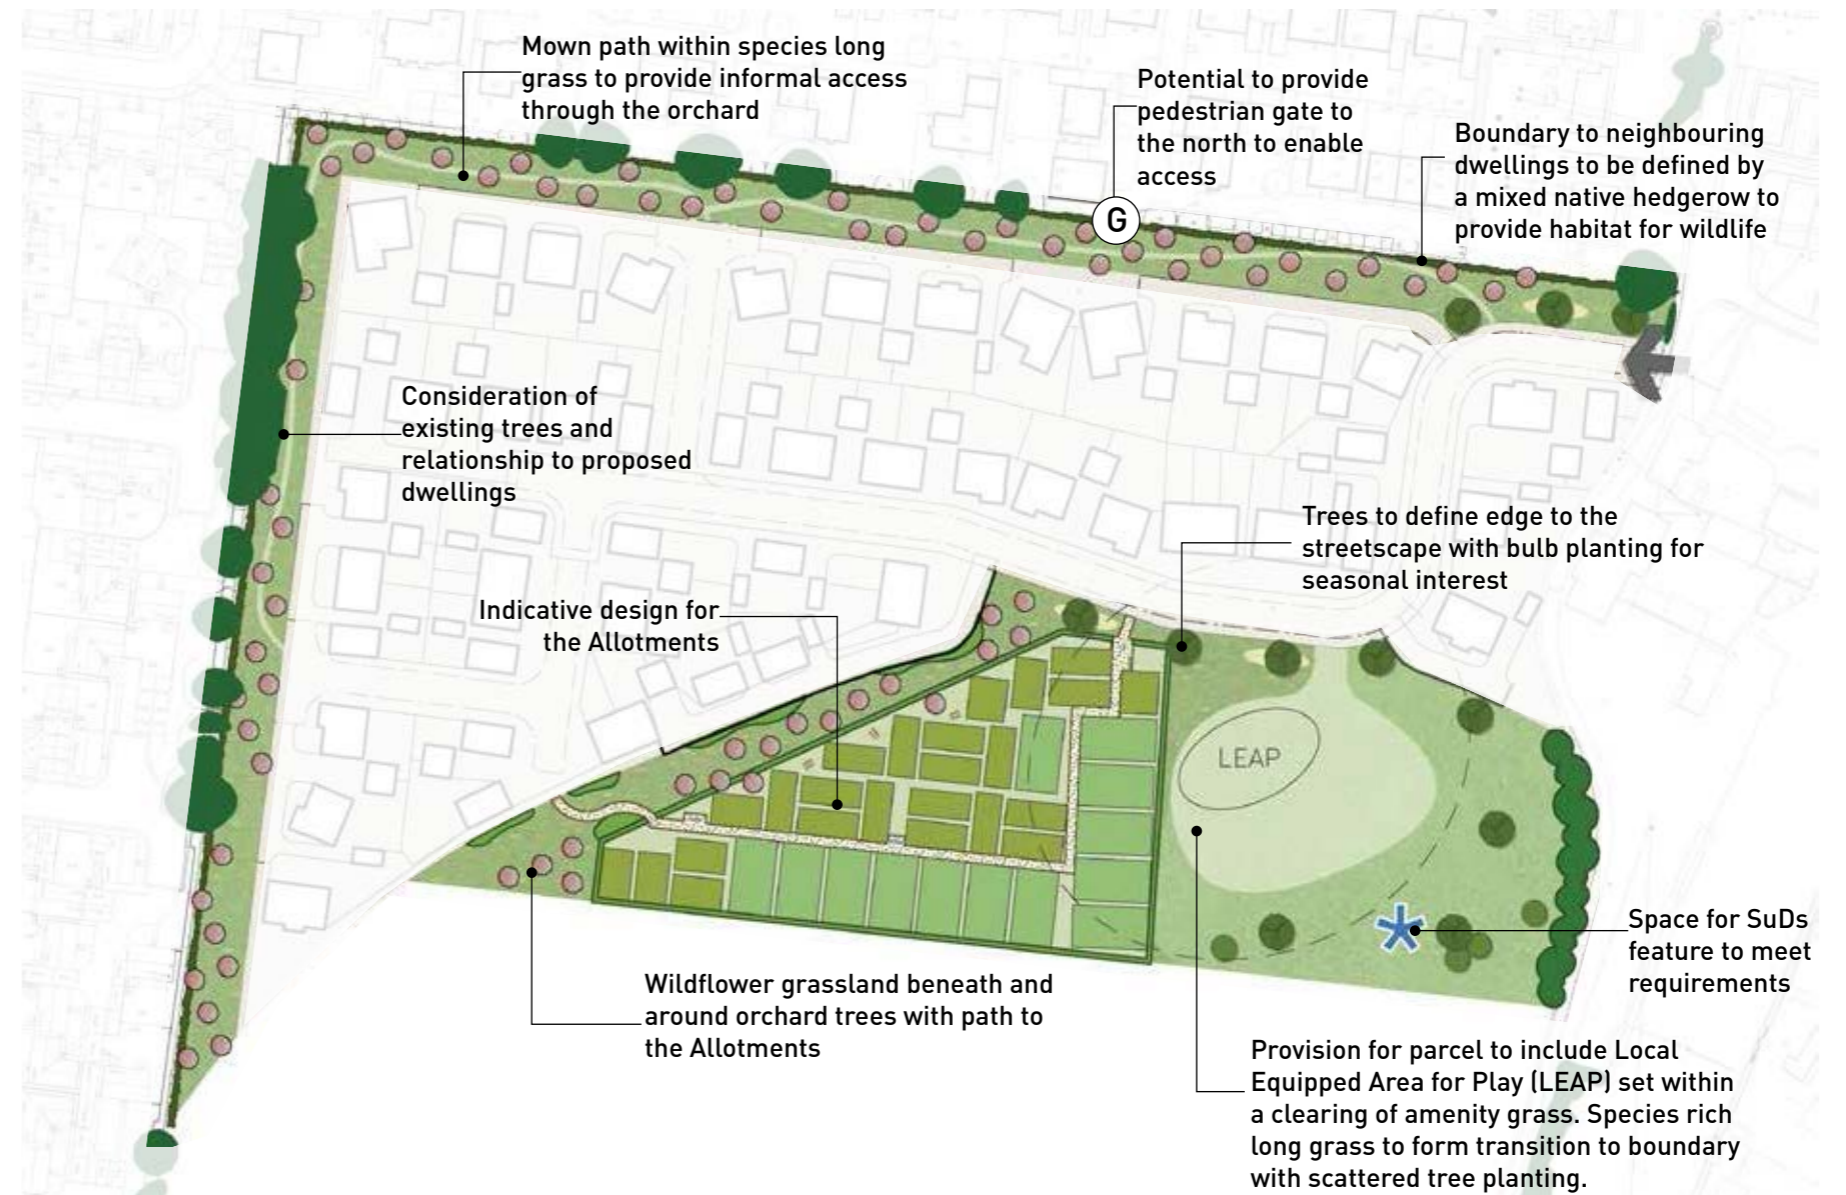 Mown path within species long
grass to provide informal access
through the orchard
Potential to provide
pedestrian gate to
the north to enable
access
Boundary to neighbouring
dwellings to be defined by
a mixed native hedgerow to
provide habitat for wildlife
G
Consideration of
existing trees and
relationship to proposed
dwellings
Trees to define edge to the
streetscape with bulb planting for
seasonal interest
Indicative design for
the Allotments
LEAP
Space for SuDs
feature to meet
requirements
Wildflower grassland beneath and
around orchard trees with path to
the Allotments
Provision for parcel to include Local
Equipped Area for Play (LEAP) set within
a clearing of amenity grass. Species rich
long grass to form transition to boundary
with scattered tree planting.